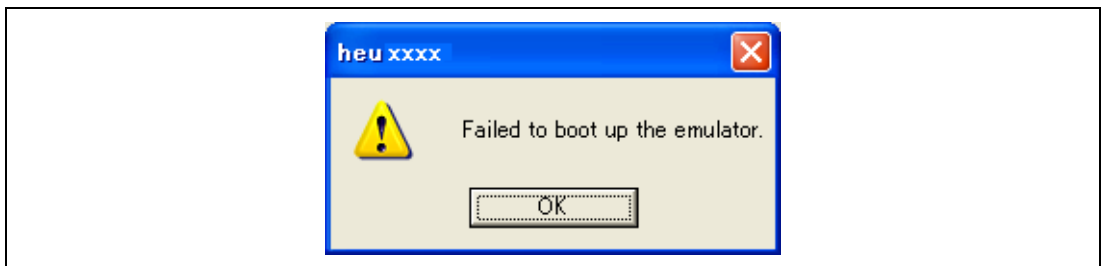 heu xxxx
Failed to boot up the emulator.
OK